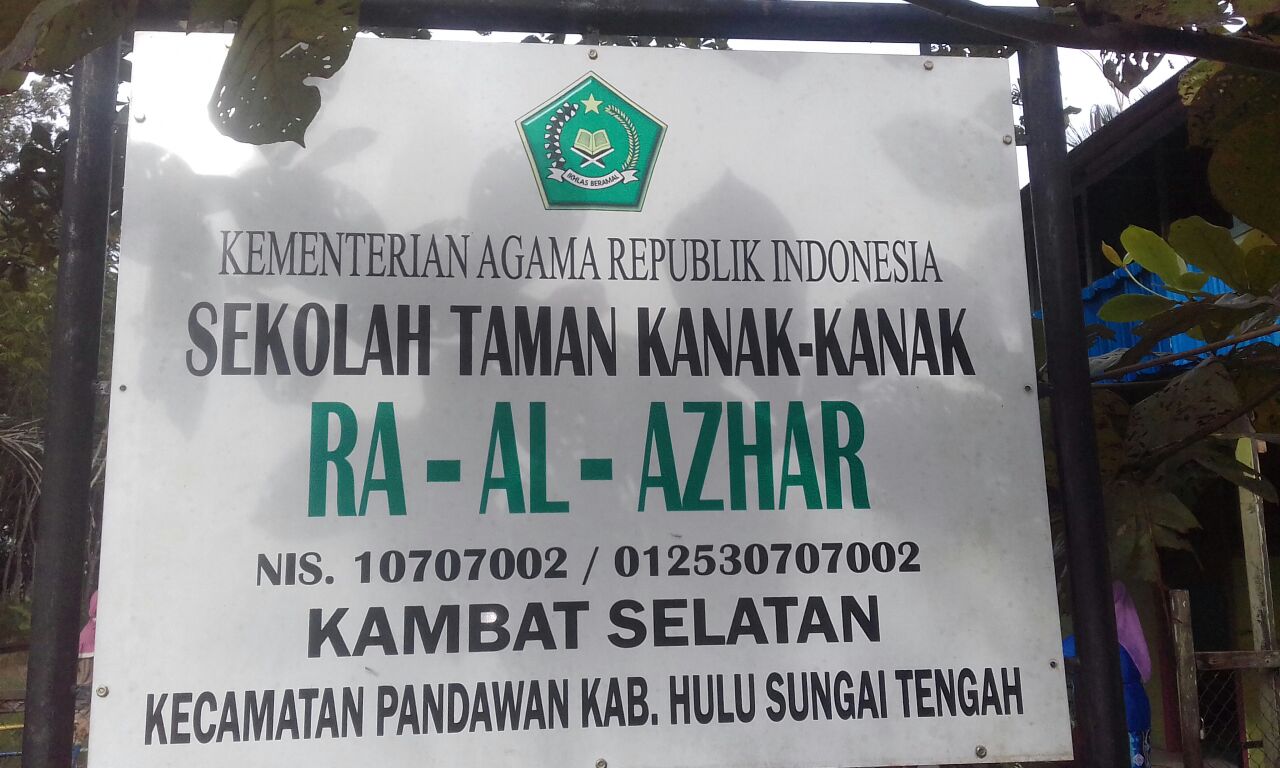 IKHLAS BERAMAL
KEMENTERIAN AGAMA REPUBLIK INDONESIA
SEKOLAH TAMAN KANAK-KANAK
RA - AL - AZHAR
NIS. 10707002 / 012530707002
KAMBAT SELATAN
KECAMATAN PANDAWAN KAB. HULU SUNGAI TENGAH